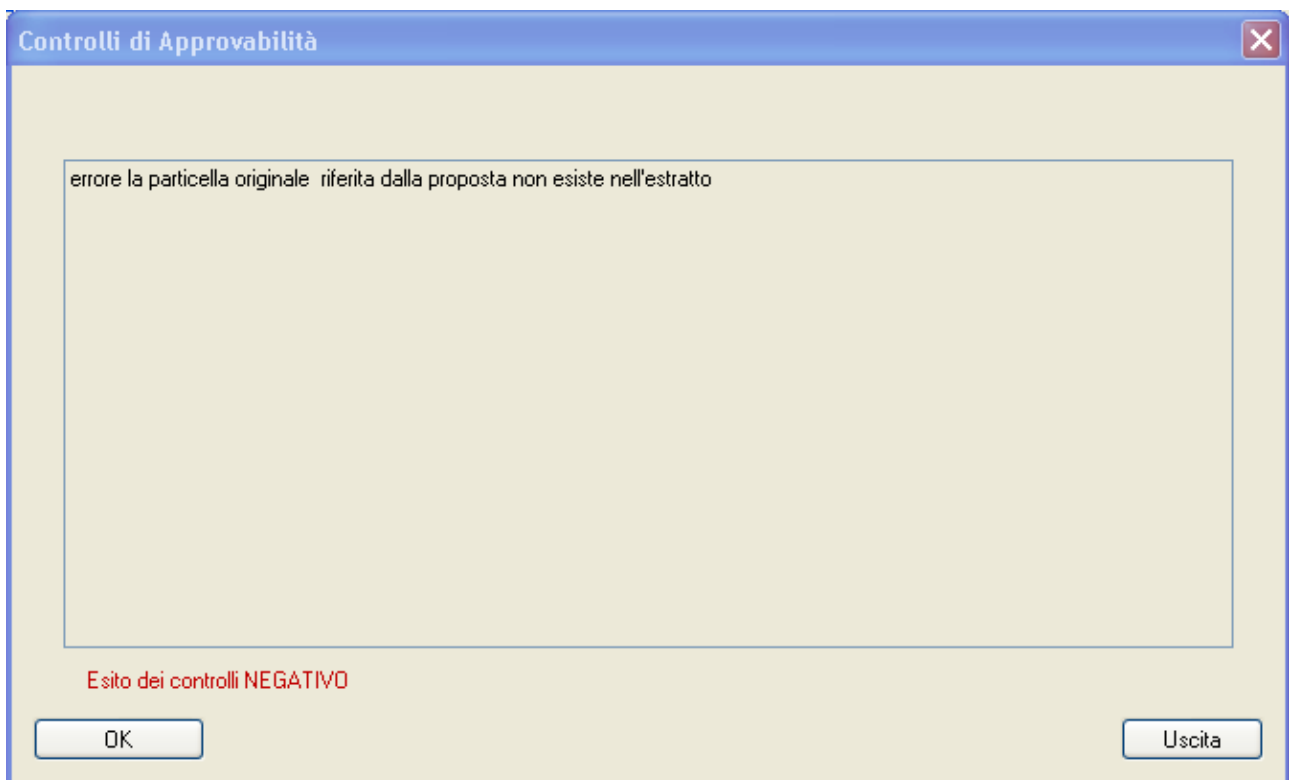 Controlli di Approvabilità
errore la particella originale  riferita dalla proposta non esiste nell'estratto
Esito dei controlli NEGATIVO
OK
Uscita